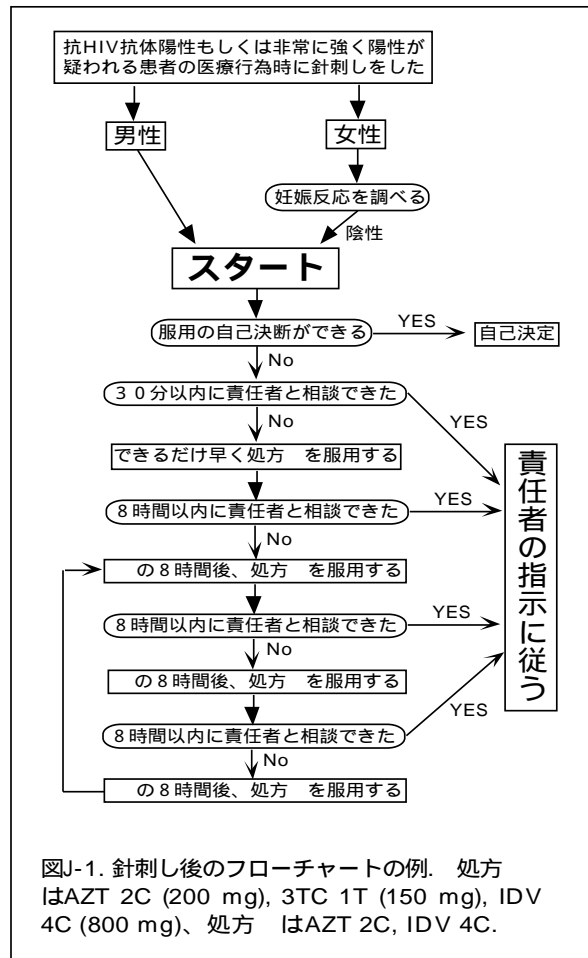 抗HIV抗体陽性もしくは非常に強く陽性が
疑われる患者の医療行為時に針刺しをした
男性
女性
妊娠反応を調べる
陰性
スタート
服用の自己決断ができる
YES
自己決定
No
30分以内に責任者と相談できた
YES
No
できるだけ早く処方 を服用する
8時間以内に責任者と相談できた
YES
No
の8時間後、処方 を服用する
8時間以内に責任者と相談できた
YES
No
の8時間後、処方 を服用する
8時間以内に責任者と相談できた
YES
No
の8時間後、処方 を服用する
責任者の指示に従う
図J-1. 針刺し後のフローチャートの例. 処方
はAZT 2C (200 mg), 3TC 1T (150 mg), IDV
4C (800 mg)、処方 はAZT 2C, IDV 4C.